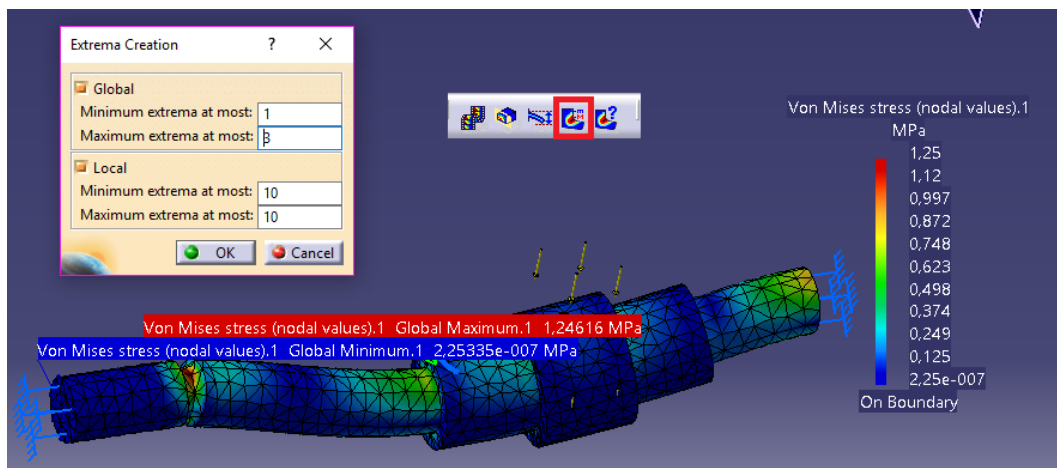 Extrema Creation ? X
Global
Minimum extrema at most: 1
Maximum extrema at most: 3
Local
Minimum extrema at most: 10
Maximum extrema at most: 10
OK Cancel
Von Mises stress (nodal values).1
MPa
1,25
1,12
0,997
0,872
0,748
0,623
0,498
0,374
0,249
0,125
2,25e-007
On Boundary
Von Mises stress (nodal values).1 Global Maximum.1 1,24616 MPa
Von Mises stress (nodal values).1 Global Minimum.1 2,25335e-007 MPa